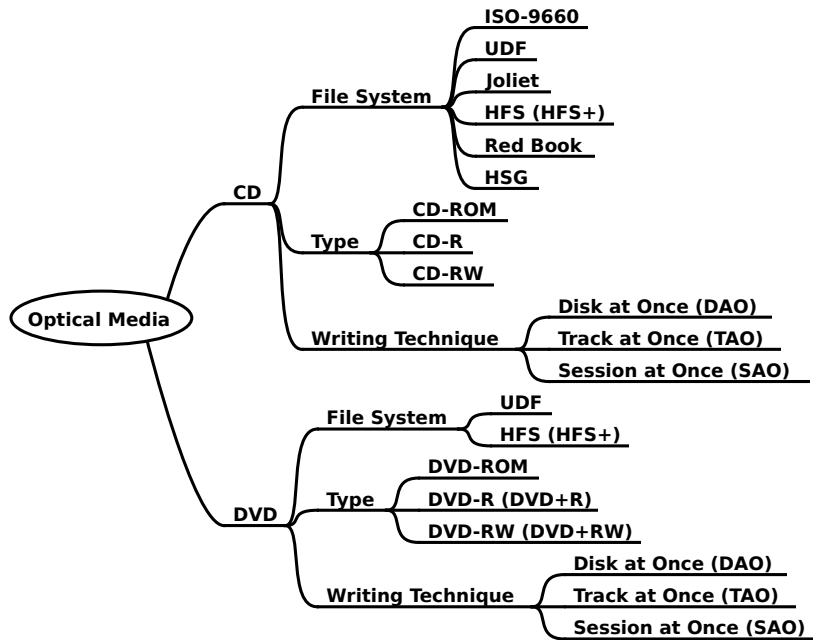 Optical Media
CD
File System
ISO-9660
UDF
Joliet
HFS (HFS+)
Red Book
HSG
Type
CD-ROM
CD-R
CD-RW
Writing Technique
Disk at Once (DAO)
Track at Once (TAO)
Session at Once (SAO)
DVD
File System
UDF
HFS (HFS+)
Type
DVD-ROM
DVD-R (DVD+R)
DVD-RW (DVD+RW)
Writing Technique
Disk at Once (DAO)
Track at Once (TAO)
Session at Once (SAO)